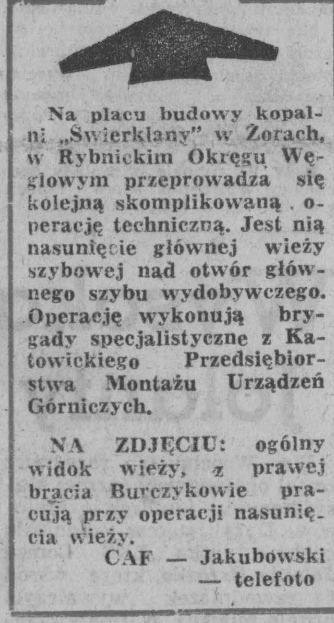 Na placu budowy kopal-
ni „Świerklany" w Żorach,
w Rybnickim Okręgu Wę-
glowym przeprowadza się
kolejną skomplikowaną o-
perację techniczną. Jest nią
nasunięcie głównej wieży
szybowej nad otwór głów-
nego szybu wydobywczego.
Operację wykonują bry-
gady specjalistyczne z Ka-
towickiego Przedsiębior-
stwa Montażu Urządzeń
Górniczych.
NA ZDJĘCIU: ogólny
widok wieży, z prawej
bracia Burczykowie pra-
cują przy operacji nasunię-
cia wieży.
CAF — Jakubowski
— telefoto